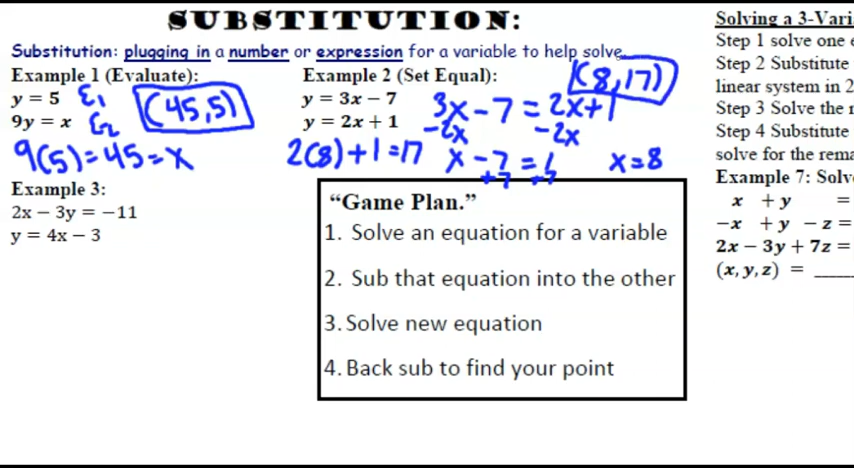 SUBSTITUTION:
Substitution: plugging in a number or expression for a variable to help solve.
Example 1 (Evaluate):
y = 5 ε1
9y = x ε2
(45,5)
9(5)=45=x
Example 2 (Set Equal):
y = 3x − 7
y = 2x + 1
(8,17)
3x-7=2x+1
-2x -2x
2(8)+1=17
x-7=1
+7 +7
x=8
Example 3:
2x − 3y = −11
y = 4x − 3
“Game Plan.”
1. Solve an equation for a variable
2. Sub that equation into the other
3. Solve new equation
4. Back sub to find your point
Solving a 3-Vari
Step 1 solve one
Step 2 Substitute
linear system in 2
Step 3 Solve the
Step 4 Substitute
solve for the rema
Example 7: Solv
x + y =
−x + y − z =
2x − 3y + 7z =
(x, y, z) = ____